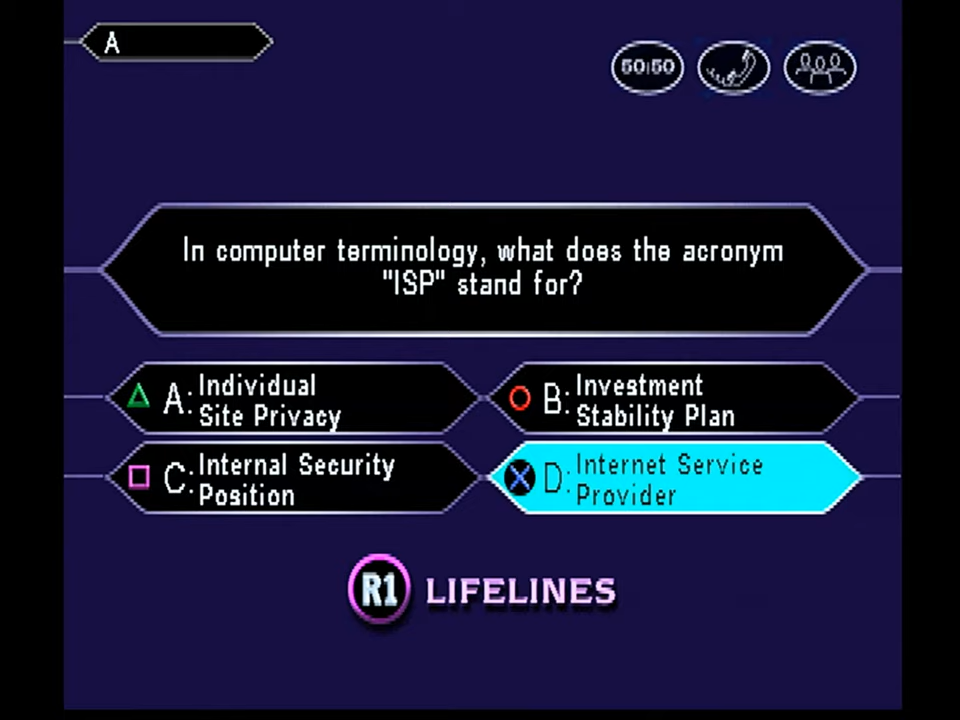 A
50:50
In computer terminology, what does the acronym
"ISP" stand for?
A: Individual
Site Privacy
B: Investment
Stability Plan
C: Internal Security
Position
D: Internet Service
Provider
R1 LIFELINES